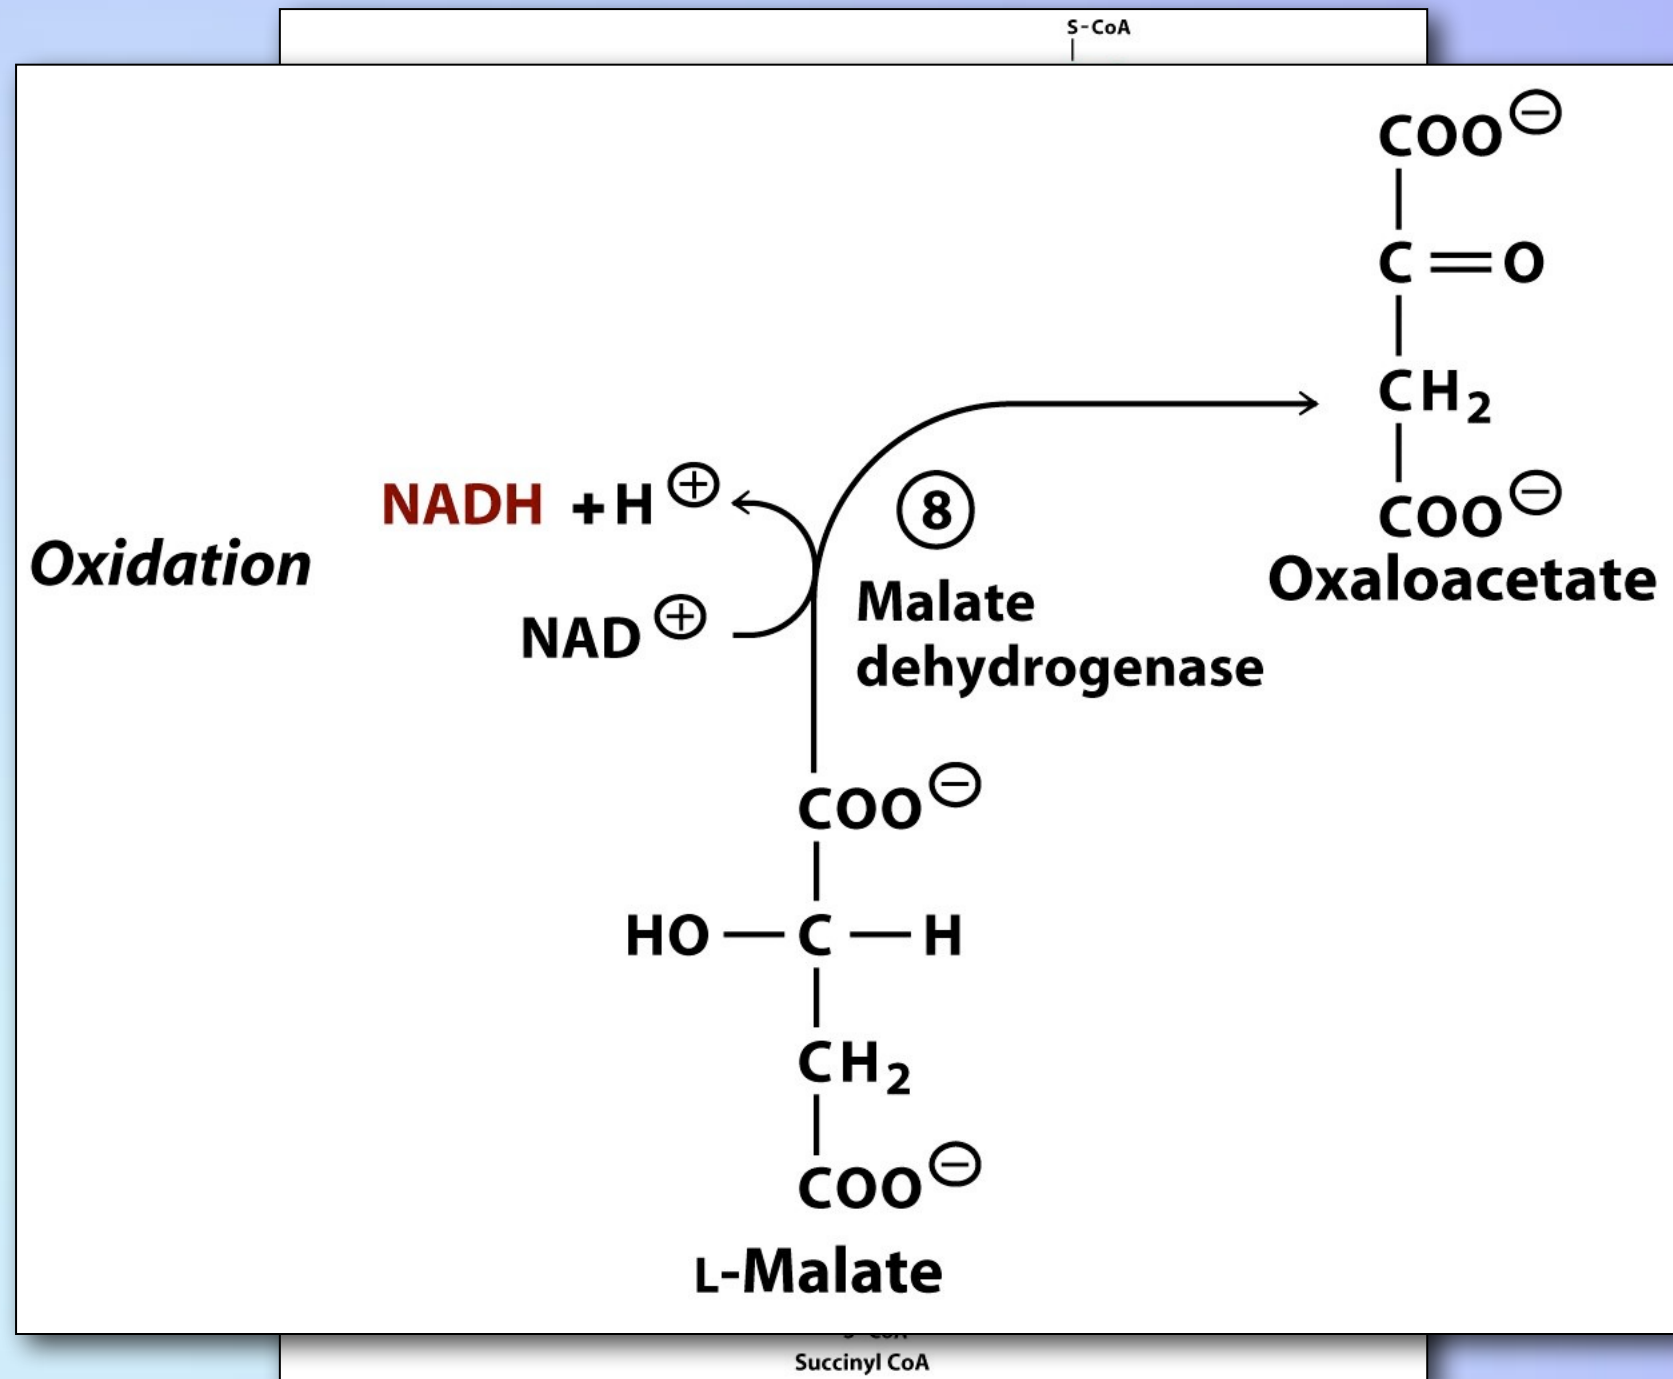 S-CoA
COO⊖
C=O
CH₂
COO⊖
Oxaloacetate
NADH + H⊕
8
Oxidation
NAD⊕
Malate
dehydrogenase
COO⊖
HO—C—H
CH₂
COO⊖
L-Malate
Succinyl CoA